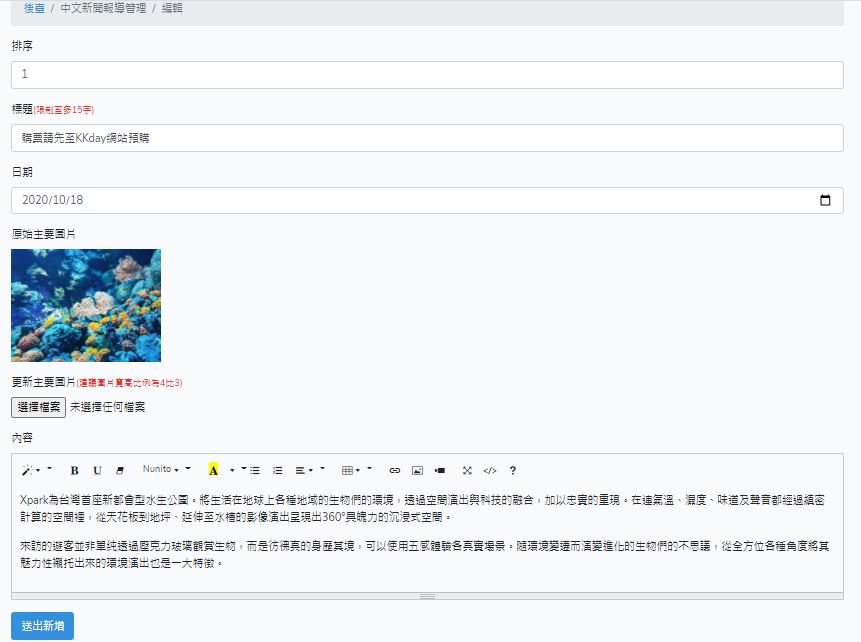 後臺 / 中文新聞報導管理 / 編輯
排序
1
標題(限制至多15字)
購票請先至KKday網站預購
日期
2020/10/18
原始主要圖片
更新主要圖片(建議圖片寬高比例為4比3)
選擇檔案 未選擇任何檔案
內容
B U Nunito A </> ?
Xpark為台灣首座新都會型水生公園。將生活在地球上各種地域的生物們的環境，透過空間演出與科技的融合，加以忠實的重現。在連氣溫、濕度、味道及聲音都經過縝密
計算的空間裡，從天花板到地坪、延伸至水槽的影像演出呈現出360°具魄力的沉浸式空間。
來訪的遊客並非單純透過壓克力玻璃觀賞生物，而是彷彿真的身歷其境，可以使用五感體驗各真實場景。隨環境變遷而演變進化的生物們的不思議，從全方位各種角度將其
魅力性襯托出來的環境演出也是一大特徵。
送出新增